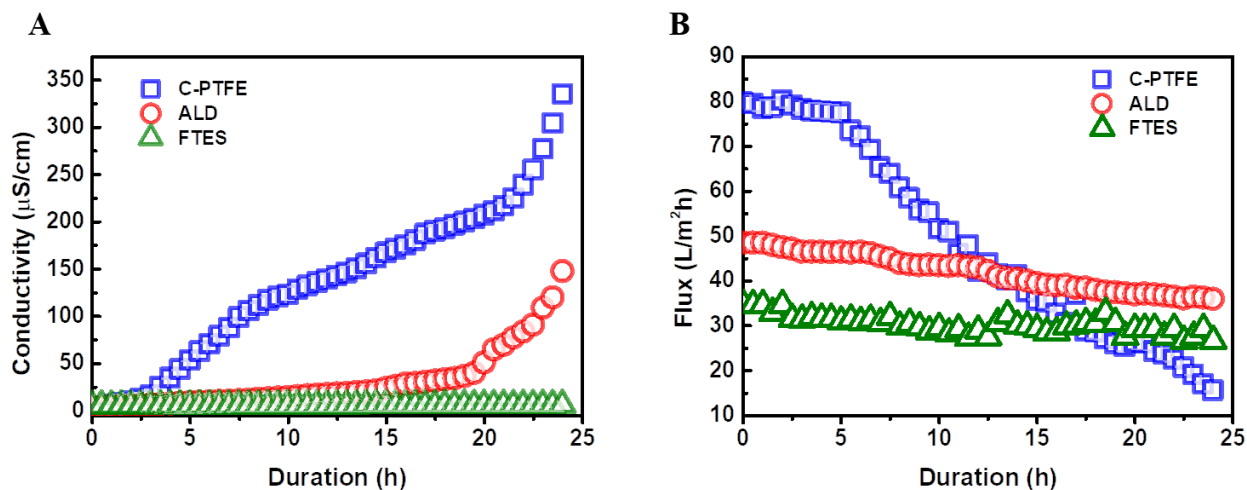 A
Conductivity (μS/cm)
350
300
250
200
150
100
50
0
C-PTFE
ALD
FTES
0 5 10 15 20 25
Duration (h)
B
Flux (L/m²h)
90
80
70
60
50
40
30
20
10
C-PTFE
ALD
FTES
0 5 10 15 20 25
Duration (h)